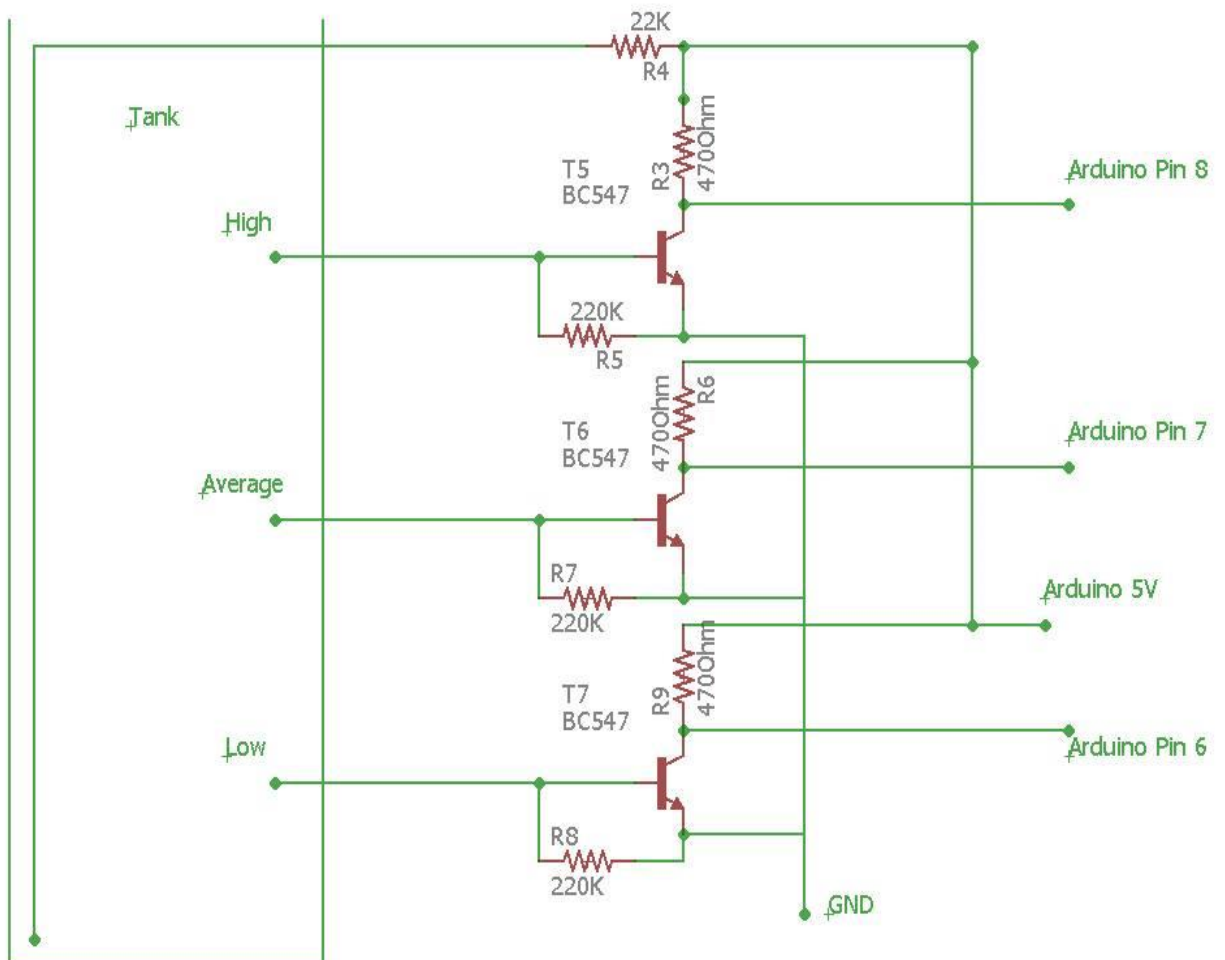 22K
R4
Tank
470Ohm
R3
T5
BC547
Arduino Pin 8
High
220K
R5
R6
470Ohm
T6
BC547
Arduino Pin 7
Average
R7
220K
Arduino 5V
470Ohm
R9
T7
BC547
Low
Arduino Pin 6
R8
220K
GND